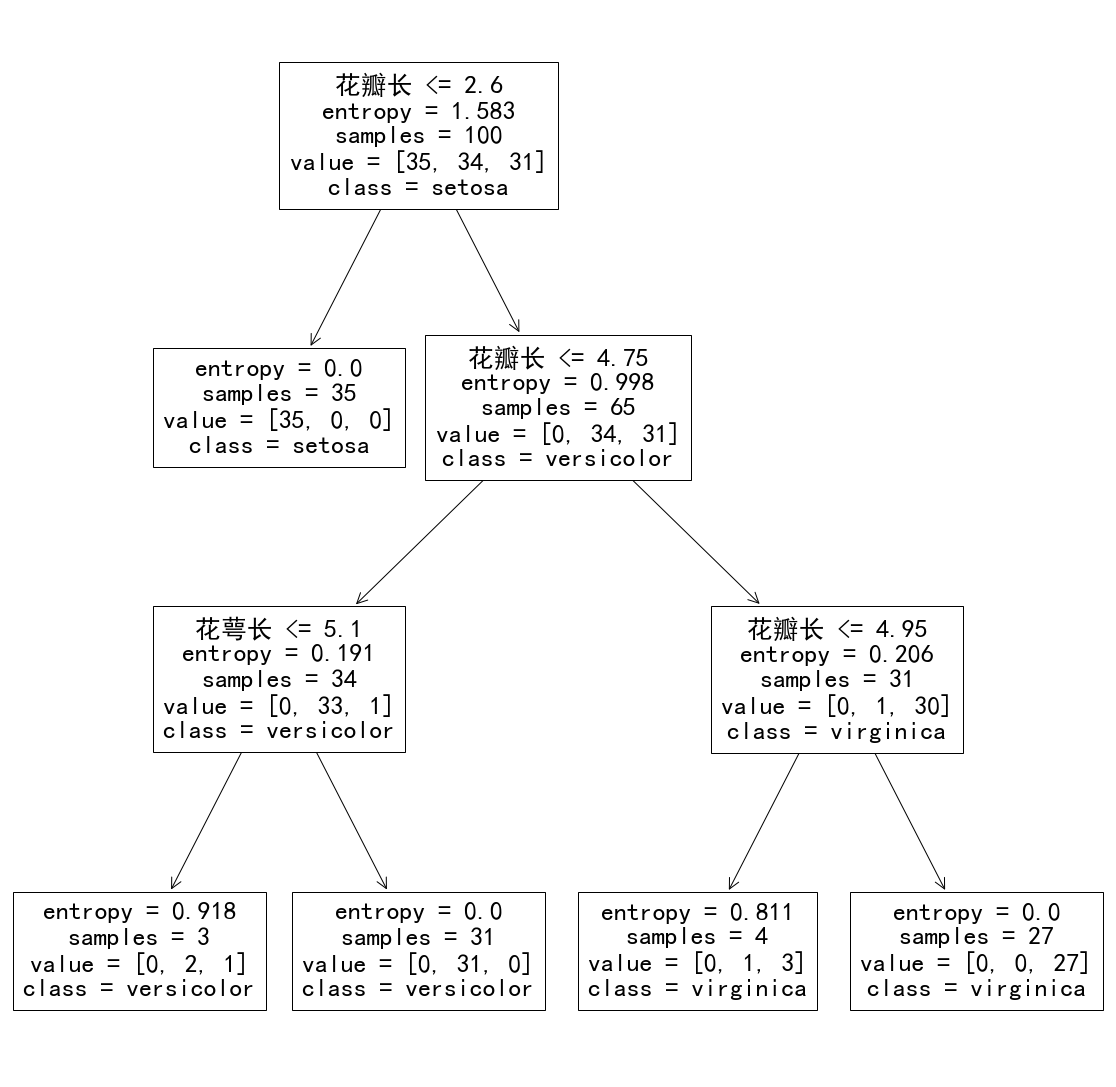 花瓣长 <= 2.6
entropy = 1.583
samples = 100
value = [35, 34, 31]
class = setosa
entropy = 0.0
samples = 35
value = [35, 0, 0]
class = setosa
花瓣长 <= 4.75
entropy = 0.998
samples = 65
value = [0, 34, 31]
class = versicolor
花萼长 <= 5.1
entropy = 0.191
samples = 34
value = [0, 33, 1]
class = versicolor
花瓣长 <= 4.95
entropy = 0.206
samples = 31
value = [0, 1, 30]
class = virginica
entropy = 0.918
samples = 3
value = [0, 2, 1]
class = versicolor
entropy = 0.0
samples = 31
value = [0, 31, 0]
class = versicolor
entropy = 0.811
samples = 4
value = [0, 1, 3]
class = virginica
entropy = 0.0
samples = 27
value = [0, 0, 27]
class = virginica